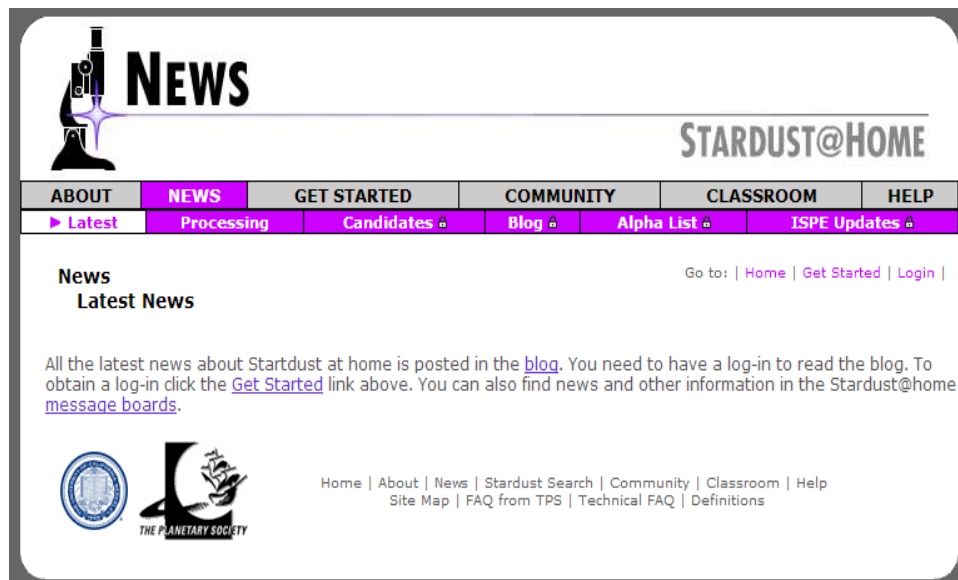 NEWS
STARDUST@HOME
ABOUT NEWS GET STARTED COMMUNITY CLASSROOM HELP
► Latest Processing Candidates Blog Alpha List ISPE Updates
Go to: | Home | Get Started | Login |
News
Latest News
All the latest news about Startdust at home is posted in the blog. You need to have a log-in to read the blog. To
obtain a log-in click the Get Started link above. You can also find news and other information in the Stardust@home
message boards.
Home | About | News | Stardust Search | Community | Classroom | Help
Site Map | FAQ from TPS | Technical FAQ | Definitions
THE PLANETARY SOCIETY